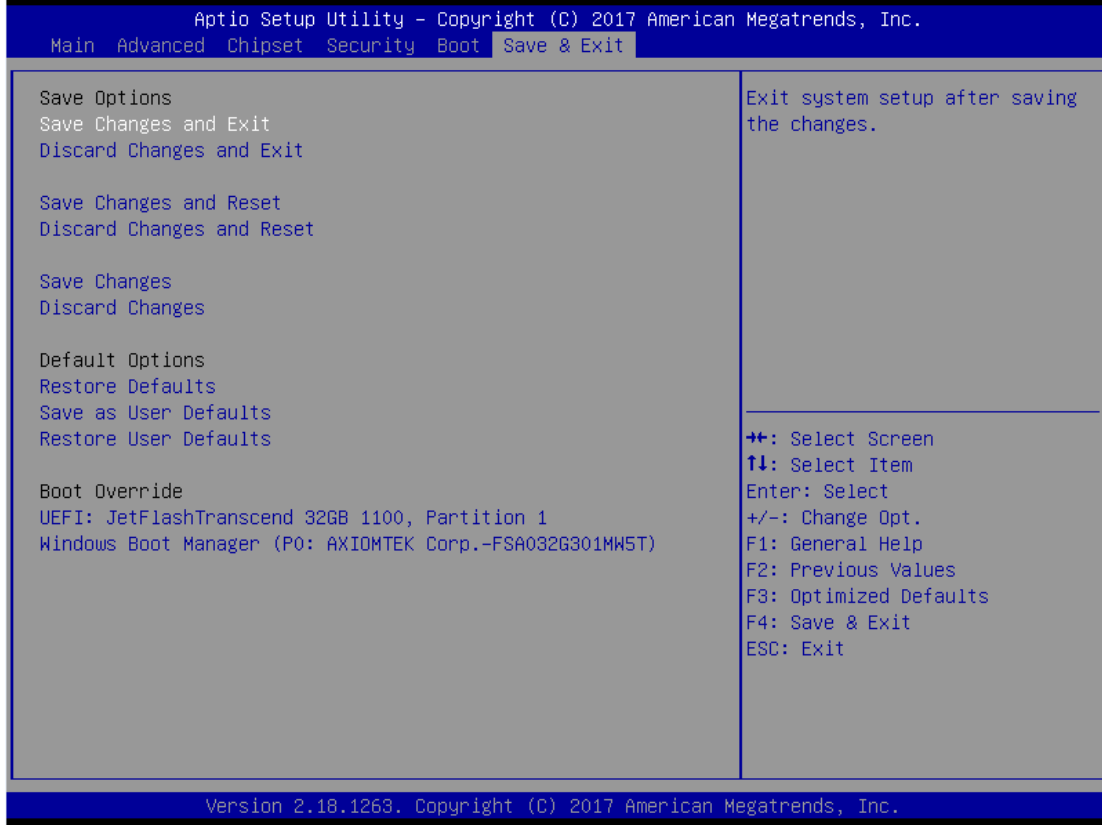 Aptio Setup Utility – Copyright (C) 2017 American Megatrends, Inc.
Main Advanced Chipset Security Boot Save & Exit
Save Options
Save Changes and Exit
Discard Changes and Exit
Save Changes and Reset
Discard Changes and Reset
Save Changes
Discard Changes
Default Options
Restore Defaults
Save as User Defaults
Restore User Defaults
Boot Override
UEFI: JetFlashTranscend 32GB 1100, Partition 1
Windows Boot Manager (P0: AXIOMTEK Corp.-FSA032G301MW5T)
Exit system setup after saving
the changes.
→←: Select Screen
↑↓: Select Item
Enter: Select
+/-: Change Opt.
F1: General Help
F2: Previous Values
F3: Optimized Defaults
F4: Save & Exit
ESC: Exit
Version 2.18.1263. Copyright (C) 2017 American Megatrends, Inc.